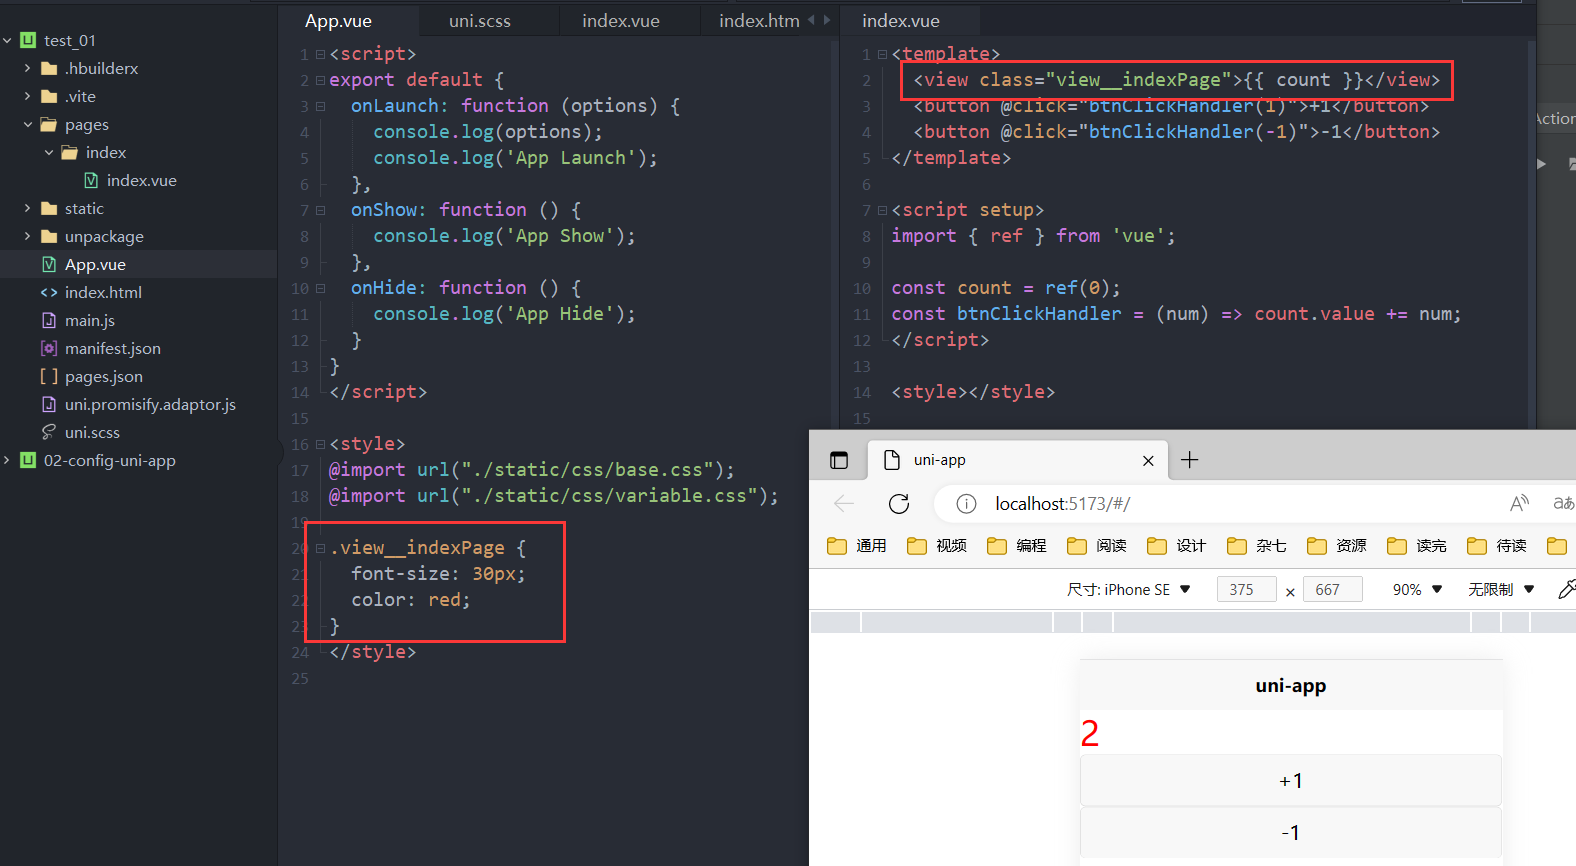 test_01
.hbuilderx
.vite
pages
index
index.vue
static
unpackage
App.vue
index.html
main.js
manifest.json
pages.json
uni.promisify.adaptor.js
uni.scss
02-config-uni-app
App.vue
uni.scss
index.vue
index.htm
1 <script>
2 export default {
3 onLaunch: function (options) {
4 console.log(options);
5 console.log('App Launch');
6 },
7 onShow: function () {
8 console.log('App Show');
9 },
10 onHide: function () {
11 console.log('App Hide');
12 }
13 }
14 </script>
15
16 <style>
17 @import url("./static/css/base.css");
18 @import url("./static/css/variable.css");
19
20 .view__indexPage {
21 font-size: 30px;
22 color: red;
23 }
24 </style>
25
index.vue
1 <template>
2 <view class="view__indexPage">{{ count }}</view>
3 <button @click="btnClickHandler(1)">+1</button>
4 <button @click="btnClickHandler(-1)">-1</button>
5 </template>
6
7 <script setup>
8 import { ref } from 'vue';
9
10 const count = ref(0);
11 const btnClickHandler = (num) => count.value += num;
12 </script>
13
14 <style></style>
15
Action
uni-app
localhost:5173/#/
A
aあ
通用 视频 编程 阅读 设计 杂七 资源 读完 待读
尺寸: iPhone SE ▼ 375 × 667 90% ▼ 无限制 ▼
uni-app
2
+1
-1